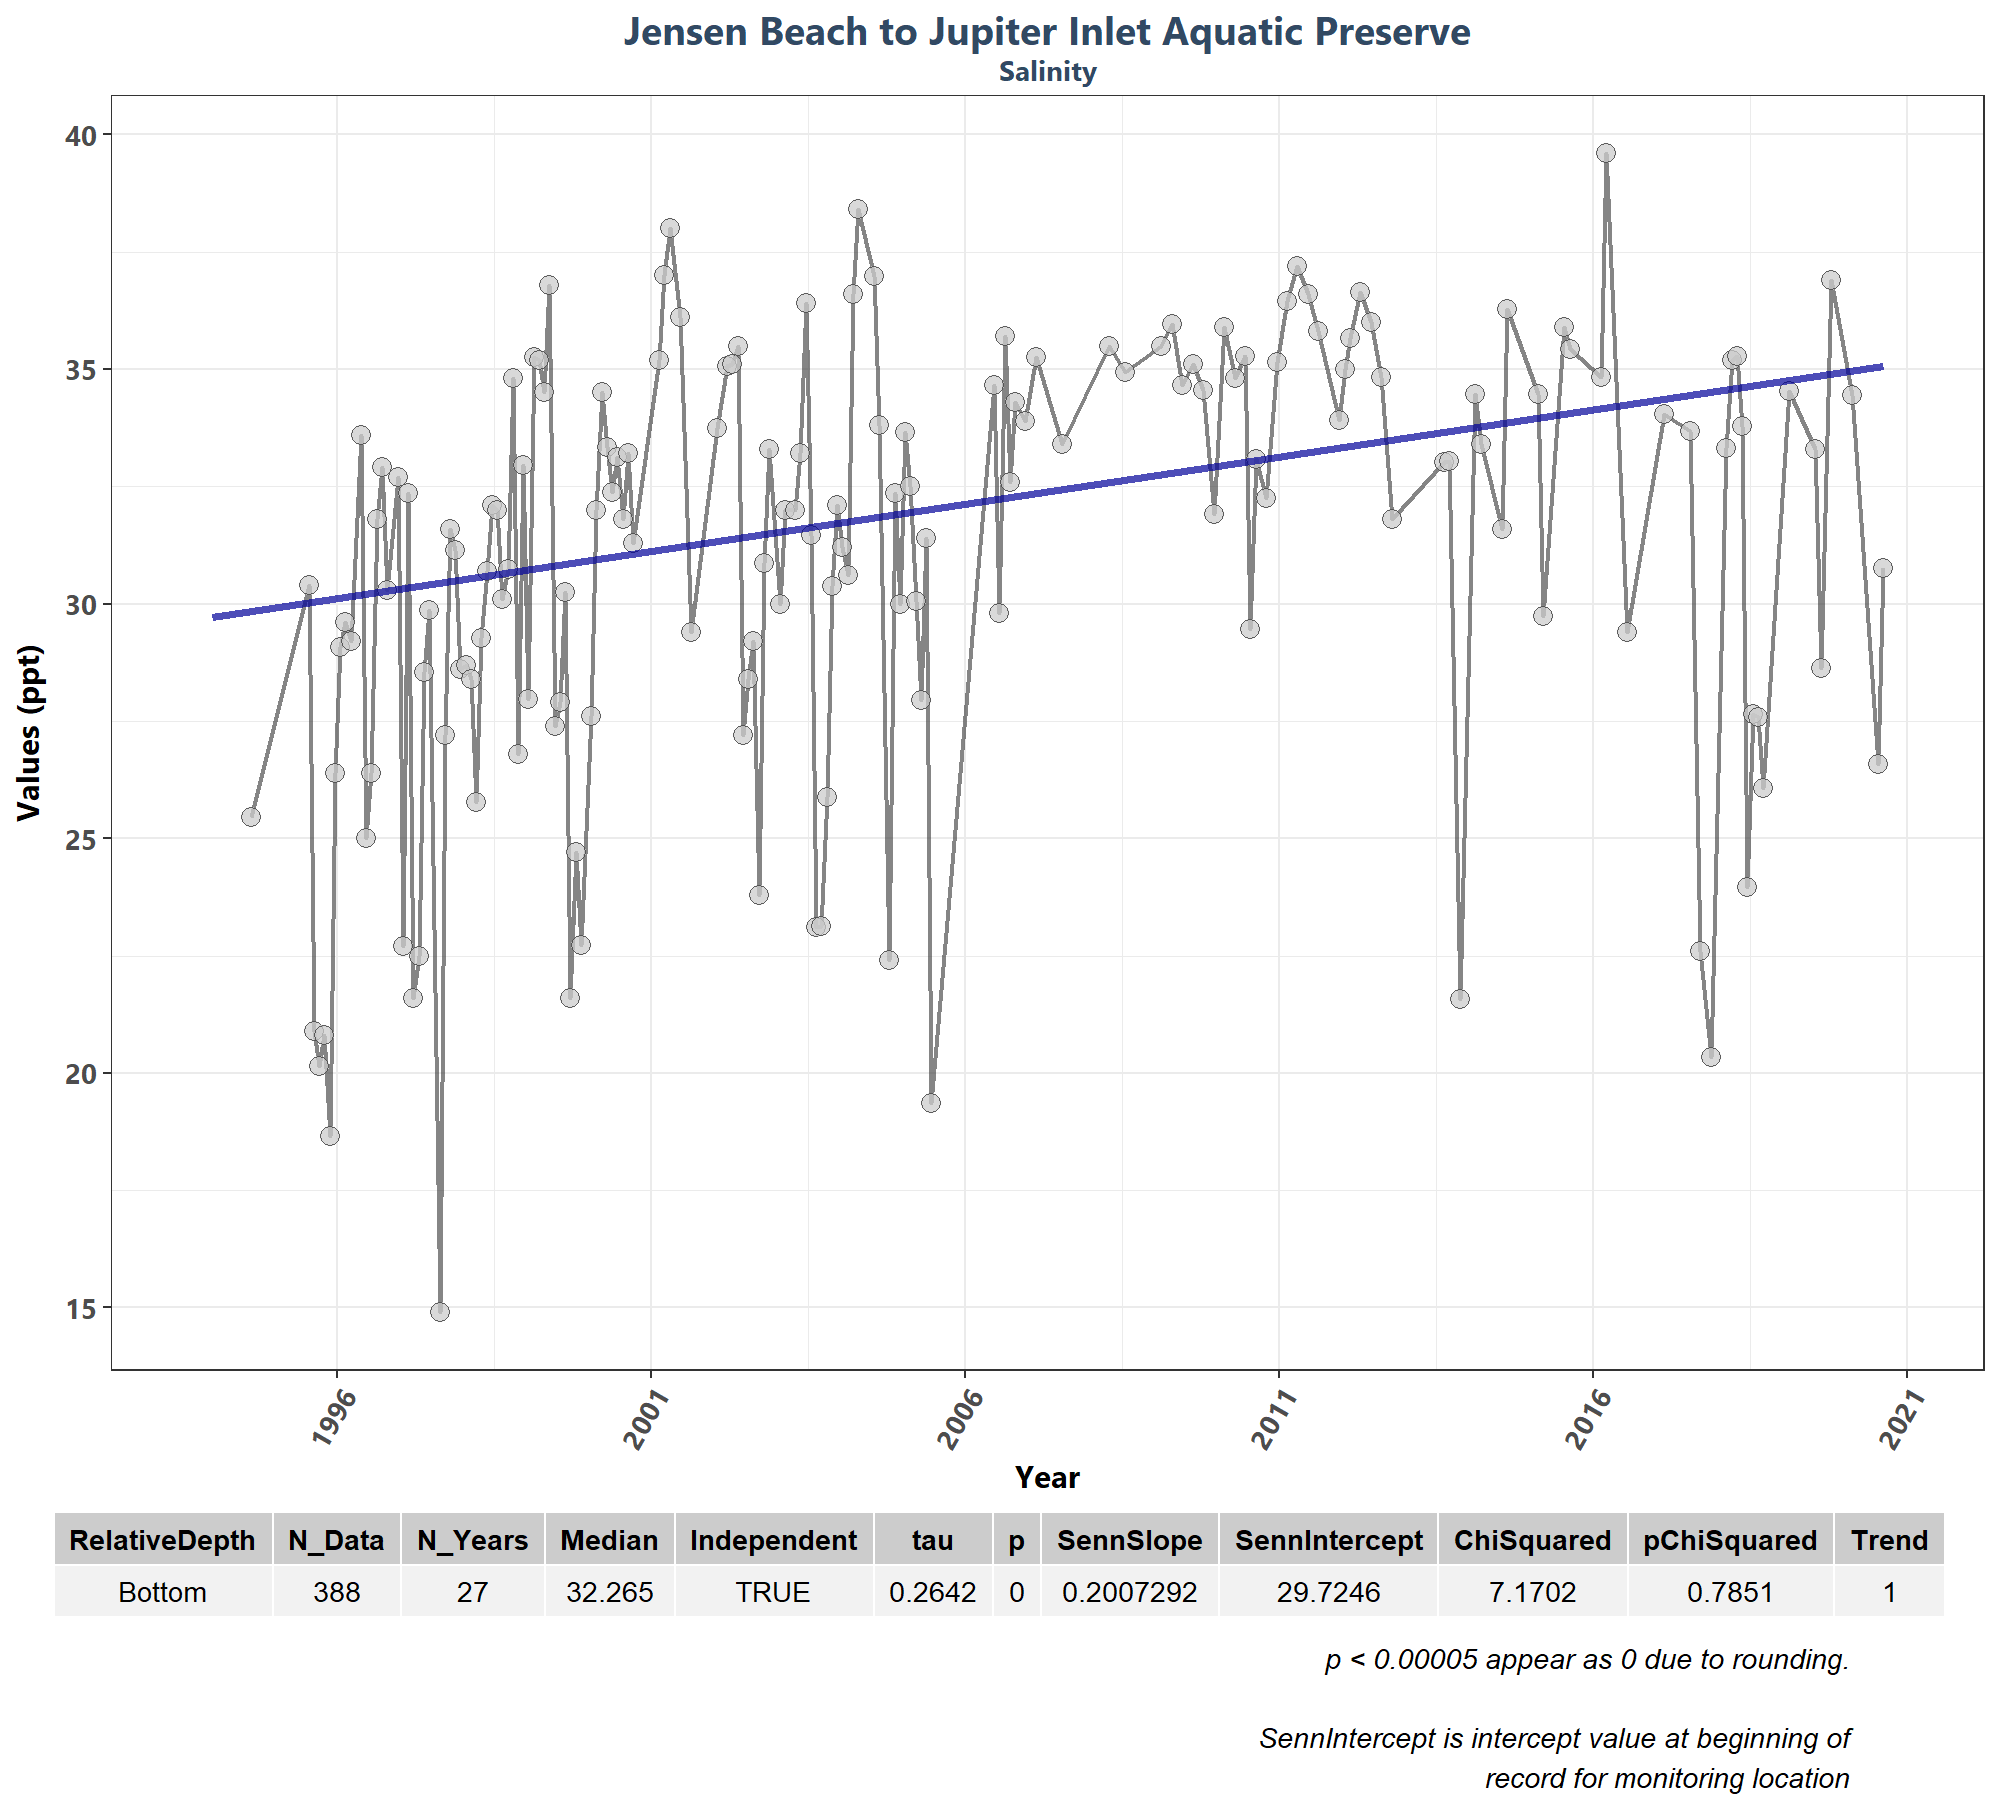 Jensen Beach to Jupiter Inlet Aquatic Preserve
Salinity
40
35
30
25
20
15
Values (ppt)
1996 2001 2006 2011 2016 2021
Year
RelativeDepth N_Data N_Years Median Independent tau p SennSlope SennIntercept ChiSquared pChiSquared Trend
Bottom 388 27 32.265 TRUE 0.2642 0 0.2007292 29.7246 7.1702 0.7851 1
p < 0.00005 appear as 0 due to rounding.
SennIntercept is intercept value at beginning of
record for monitoring location